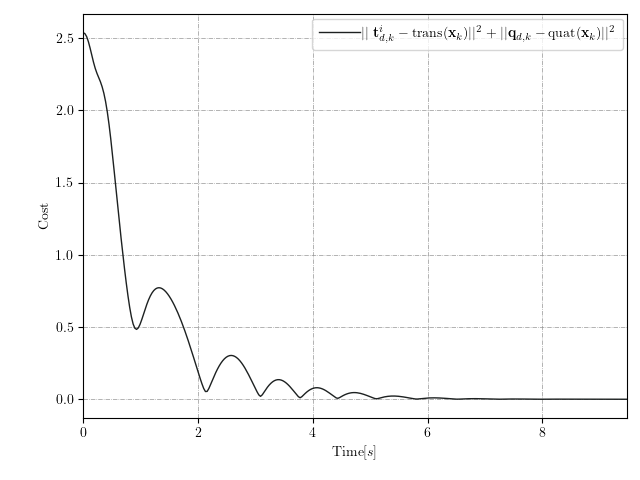 || t^i_{d,k} − trans(x_k)||² + ||q_{d,k} − quat(x_k)||²
2.5
2.0
1.5
1.0
0.5
0.0
Cost
0 2 4 6 8
Time[s]